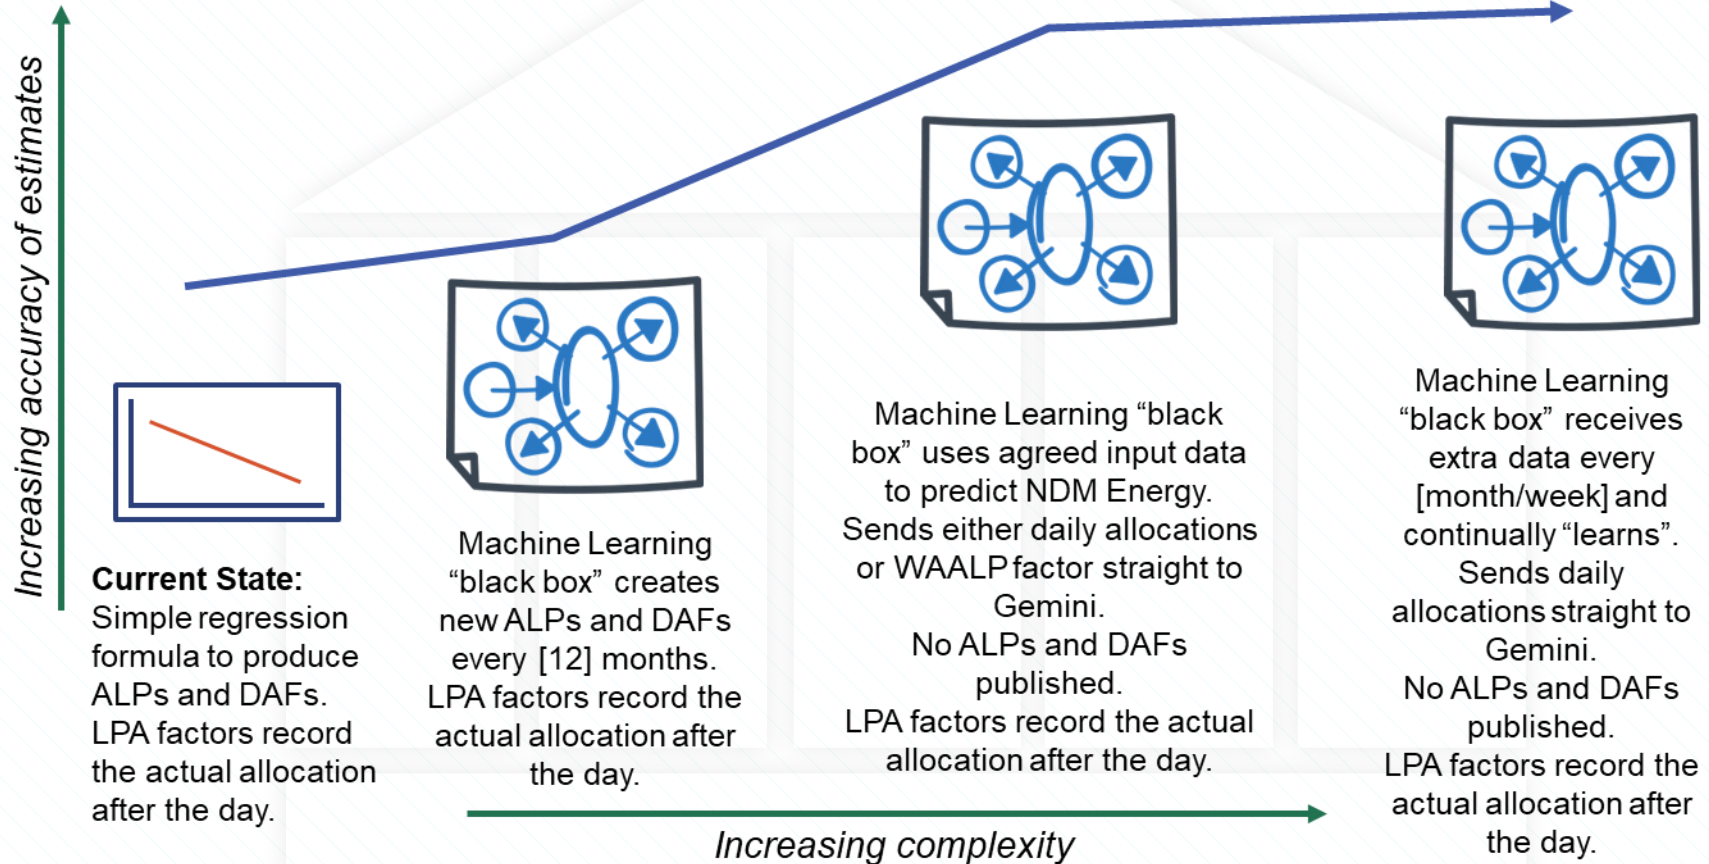 Increasing accuracy of estimates
Current State:
Simple regression
formula to produce
ALPs and DAFs.
LPA factors record
the actual allocation
after the day.
Machine Learning
“black box” creates
new ALPs and DAFs
every [12] months.
LPA factors record the
actual allocation after
the day.
Machine Learning “black
box” uses agreed input data
to predict NDM Energy.
Sends either daily allocations
or WAALP factor straight to
Gemini.
No ALPs and DAFs
published.
LPA factors record the actual
allocation after the day.
Machine Learning
“black box” receives
extra data every
[month/week] and
continually “learns”.
Sends daily
allocations straight to
Gemini.
No ALPs and DAFs
published.
LPA factors record the
actual allocation after
the day.
Increasing complexity